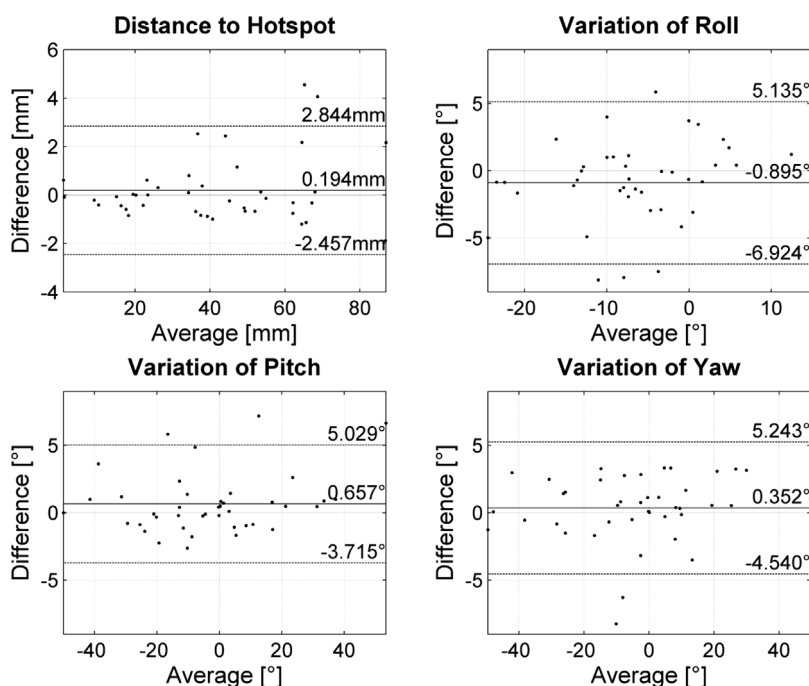 Distance to Hotspot
Difference [mm]
6
4
2
0
-2
-4
2.844mm
0.194mm
-2.457mm
20
40
60
80
Average [mm]
Variation of Roll
Difference [°]
5
0
-5
5.135°
-0.895°
-6.924°
-20
-10
0
10
Average [°]
Variation of Pitch
Difference [°]
5
0
-5
5.029°
0.657°
-3.715°
-40
-20
0
20
40
Average [°]
Variation of Yaw
Difference [°]
5
0
-5
5.243°
0.352°
-4.540°
-40
-20
0
20
40
Average [°]